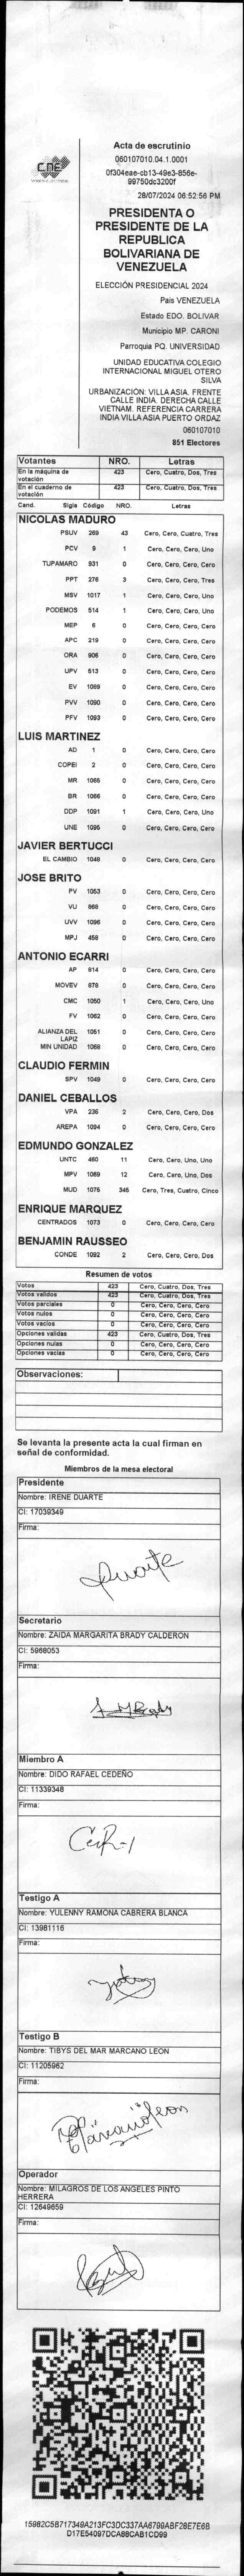 CNE
Acta de escrutinio
060107010.04.1.0001
0f304eae-cb13-49e3-856e-
99750dc3200f
28/07/2024 06:52:56 PM
PRESIDENTA O
PRESIDENTE DE LA
REPUBLICA
BOLIVARIANA DE
VENEZUELA
ELECCIÓN PRESIDENCIAL 2024
País VENEZUELA
Estado EDO. BOLIVAR
Municipio MP. CARONI
Parroquia PQ. UNIVERSIDAD
UNIDAD EDUCATIVA COLEGIO
INTERNACIONAL MIGUEL OTERO
SILVA
URBANIZACIÓN: VILLA ASIA. FRENTE
CALLE INDIA. DERECHA CALLE
VIETNAM. REFERENCIA CARRERA
INDIA VILLA ASIA PUERTO ORDAZ
060107010
851 Electores
Votantes NRO. Letras
En la máquina de votación 423 Cero, Cuatro, Dos, Tres
En el cuaderno de votación 423 Cero, Cuatro, Dos, Tres
Cand. Sigla Código NRO. Letras
NICOLAS MADURO
PSUV 269 43 Cero, Cero, Cuatro, Tres
PCV 9 1 Cero, Cero, Cero, Uno
TUPAMARO 931 0 Cero, Cero, Cero, Cero
PPT 276 3 Cero, Cero, Cero, Tres
MSV 1017 1 Cero, Cero, Cero, Uno
PODEMOS 514 1 Cero, Cero, Cero, Uno
MEP 6 0 Cero, Cero, Cero, Cero
APC 219 0 Cero, Cero, Cero, Cero
ORA 906 0 Cero, Cero, Cero, Cero
UPV 513 0 Cero, Cero, Cero, Cero
EV 1089 0 Cero, Cero, Cero, Cero
PVV 1090 0 Cero, Cero, Cero, Cero
PFV 1093 0 Cero, Cero, Cero, Cero
LUIS MARTINEZ
AD 1 0 Cero, Cero, Cero, Cero
COPEI 2 0 Cero, Cero, Cero, Cero
MR 1065 0 Cero, Cero, Cero, Cero
BR 1066 0 Cero, Cero, Cero, Cero
DDP 1091 1 Cero, Cero, Cero, Uno
UNE 1095 0 Cero, Cero, Cero, Cero
JAVIER BERTUCCI
EL CAMBIO 1048 0 Cero, Cero, Cero, Cero
JOSE BRITO
PV 1053 0 Cero, Cero, Cero, Cero
VU 868 0 Cero, Cero, Cero, Cero
UVV 1096 0 Cero, Cero, Cero, Cero
MPJ 458 0 Cero, Cero, Cero, Cero
ANTONIO ECARRI
AP 614 0 Cero, Cero, Cero, Cero
MOVEV 878 0 Cero, Cero, Cero, Cero
CMC 1050 1 Cero, Cero, Cero, Uno
FV 1062 0 Cero, Cero, Cero, Cero
ALIANZA DEL LAPIZ 1051 0 Cero, Cero, Cero, Cero
MIN UNIDAD 1068 0 Cero, Cero, Cero, Cero
CLAUDIO FERMIN
SPV 1049 0 Cero, Cero, Cero, Cero
DANIEL CEBALLOS
VPA 236 2 Cero, Cero, Cero, Dos
AREPA 1094 0 Cero, Cero, Cero, Cero
EDMUNDO GONZALEZ
UNTC 460 11 Cero, Cero, Uno, Uno
MPV 1069 12 Cero, Cero, Uno, Dos
MUD 1075 345 Cero, Tres, Cuatro, Cinco
ENRIQUE MARQUEZ
CENTRADOS 1073 0 Cero, Cero, Cero, Cero
BENJAMIN RAUSSEO
CONDE 1092 2 Cero, Cero, Cero, Dos
Resumen de votos
Votos 423 Cero, Cuatro, Dos, Tres
Votos validos 423 Cero, Cuatro, Dos, Tres
Votos parciales 0 Cero, Cero, Cero, Cero
Votos nulos 0 Cero, Cero, Cero, Cero
Votos vacios 0 Cero, Cero, Cero, Cero
Opciones validas 423 Cero, Cuatro, Dos, Tres
Opciones nulas 0 Cero, Cero, Cero, Cero
Opciones vacias 0 Cero, Cero, Cero, Cero
Observaciones:
Se levanta la presente acta la cual firman en
señal de conformidad.
Miembros de la mesa electoral
Presidente
Nombre: IRENE DUARTE
CI: 17039349
Firma:
Duarte
Secretario
Nombre: ZAIDA MARGARITA BRADY CALDERON
CI: 5968053
Firma:
Miembro A
Nombre: DIDO RAFAEL CEDEÑO
CI: 11339348
Firma:
Testigo A
Nombre: YULENNY RAMONA CABRERA BLANCA
CI: 13981116
Firma:
Testigo B
Nombre: TIBYS DEL MAR MARCANO LEON
CI: 11205962
Firma:
Operador
Nombre: MILAGROS DE LOS ANGELES PINTO
HERRERA
CI: 12649659
Firma:
15982C5B717349A213FC3DC337AA6799ABF28E7E6B
D17E54097DCA88CAB1CD99